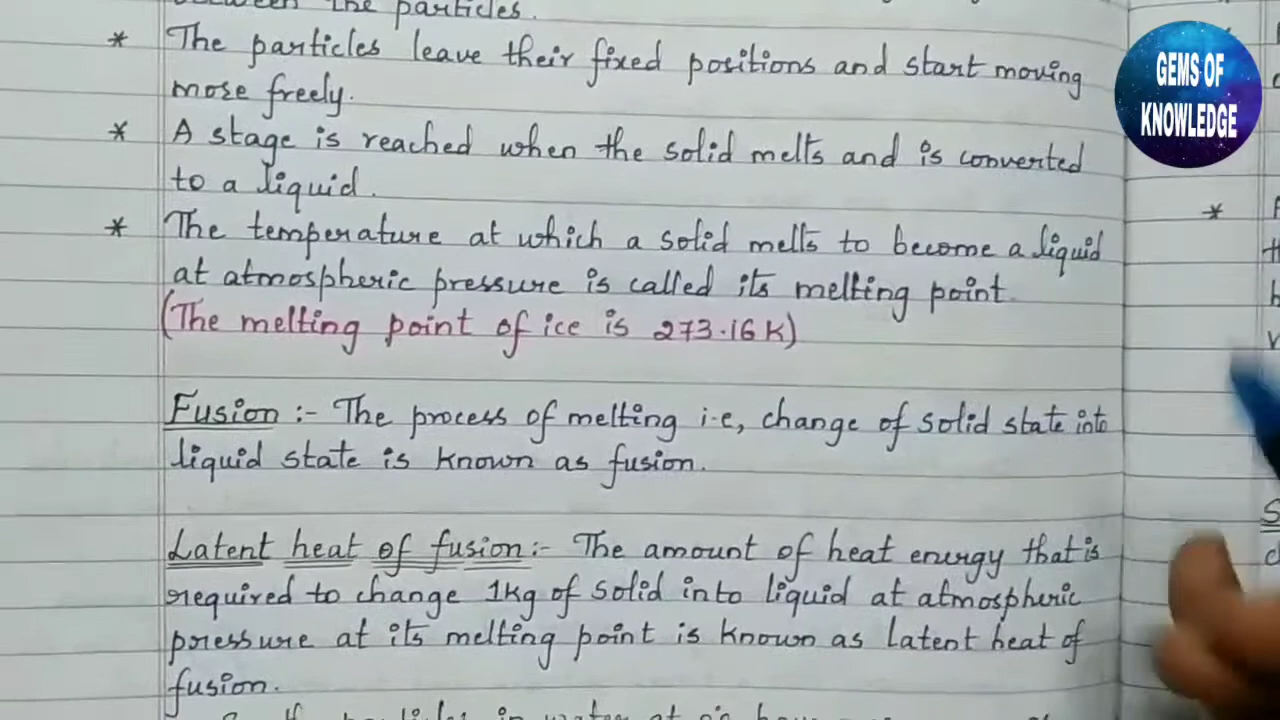 between the particles.
* The particles leave their fixed positions and start moving
more freely.
* A stage is reached when the solid melts and is converted
to a liquid.
* The temperature at which a solid melts to become a liquid
at atmospheric pressure is called its melting point.
(The melting point of ice is 273.16 K)
Fusion :- The process of melting i.e, change of solid state into
liquid state is known as fusion.
Latent heat of fusion :- The amount of heat energy that is
required to change 1kg of solid into liquid at atmospheric
pressure at its melting point is known as latent heat of
fusion.
GEMS OF
KNOWLEDGE
*